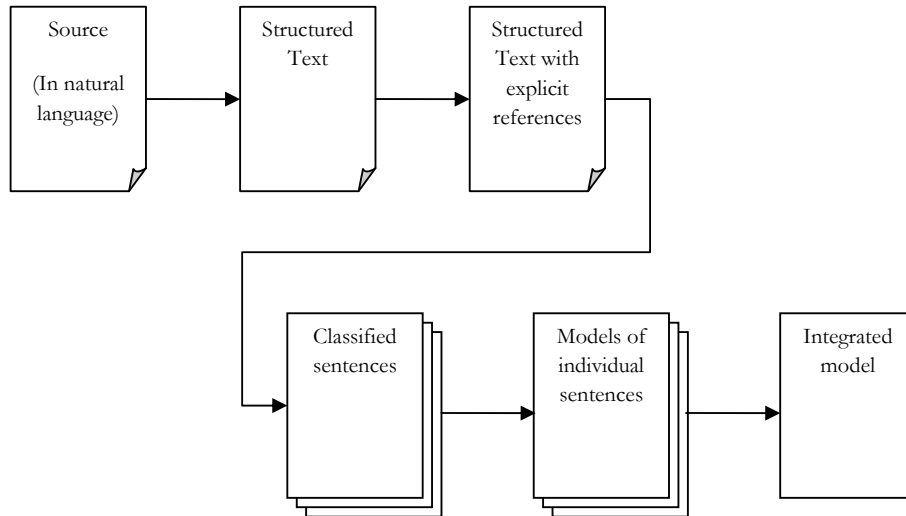 Source
(In natural
language)
Structured
Text
Structured
Text with
explicit
references
Classified
sentences
Models of
individual
sentences
Integrated
model